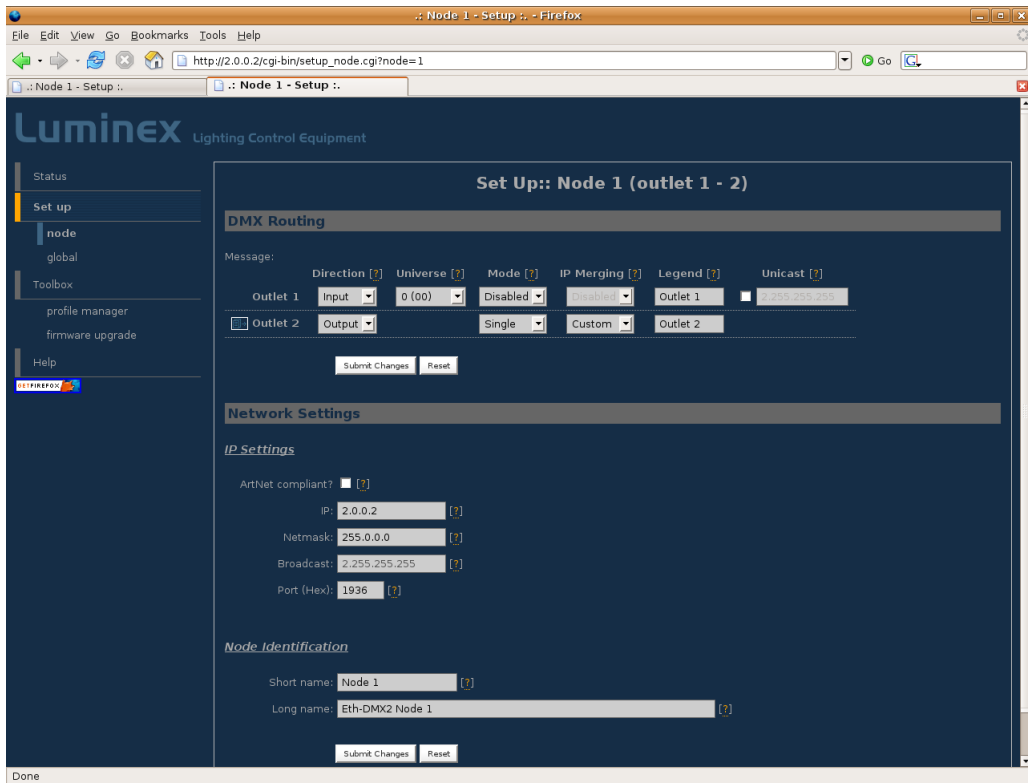 .: Node 1 - Setup :. - Firefox
File Edit View Go Bookmarks Tools Help
http://2.0.0.2/cgi-bin/setup_node.cgi?node=1 Go G
.: Node 1 - Setup :. .: Node 1 - Setup :.
Luminex Lighting Control Equipment
Status
Set up
node
global
Toolbox
profile manager
firmware upgrade
Help
GET FIREFOX
Set Up:: Node 1 (outlet 1 - 2)
DMX Routing
Message:
Direction [?] Universe [?] Mode [?] IP Merging [?] Legend [?] Unicast [?]
Outlet 1 Input 0 (00) Disabled Disabled Outlet 1 2.255.255.255
Outlet 2 Output Single Custom Outlet 2
Submit Changes Reset
Network Settings
IP Settings
ArtNet compliant? [?]
IP: 2.0.0.2 [?]
Netmask: 255.0.0.0 [?]
Broadcast: 2.255.255.255 [?]
Port (Hex): 1936 [?]
Node Identification
Short name: Node 1 [?]
Long name: Eth-DMX2 Node 1 [?]
Submit Changes Reset
Done